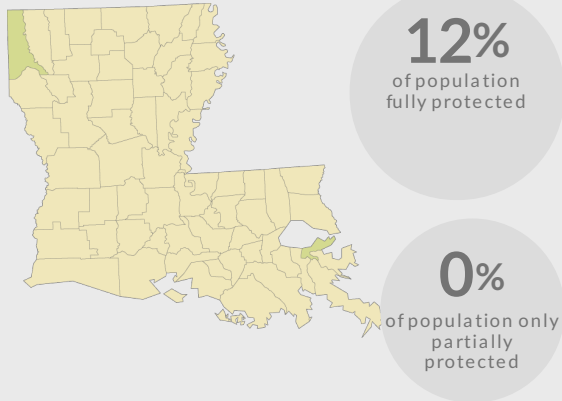 12%
of population
fully protected
0%
of population only
partially
protected